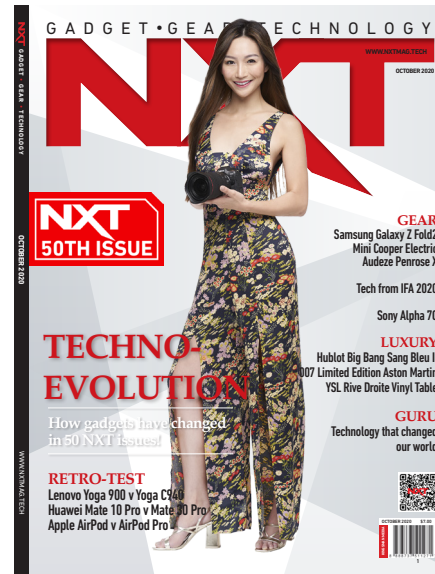 NXT GADGET · GEAR · TECHNOLOGY
OCTOBER 2020
WWW.NXTMAG.TECH
GADGET•GEAR•TECHNOLOGY
NXT
WWW.NXTMAG.TECH
OCTOBER 2020
NXT
50TH ISSUE
GEAR
Samsung Galaxy Z Fold2
Mini Cooper Electric
Audeze Penrose X
Tech from IFA 2020
Sony Alpha 7C
LUXURY
Hublot Big Bang Sang Bleu II
007 Limited Edition Aston Martin
YSL Rive Droite Vinyl Table
GURU
Technology that changed
our world
TECHNO-
EVOLUTION
How gadgets have changed
in 50 NXT issues!
RETRO-TEST
Lenovo Yoga 900 v Yoga C940
Huawei Mate 10 Pro v Mate 30 Pro
Apple AirPod v AirPod Pro
NXT
OCTOBER 2020 $7.00